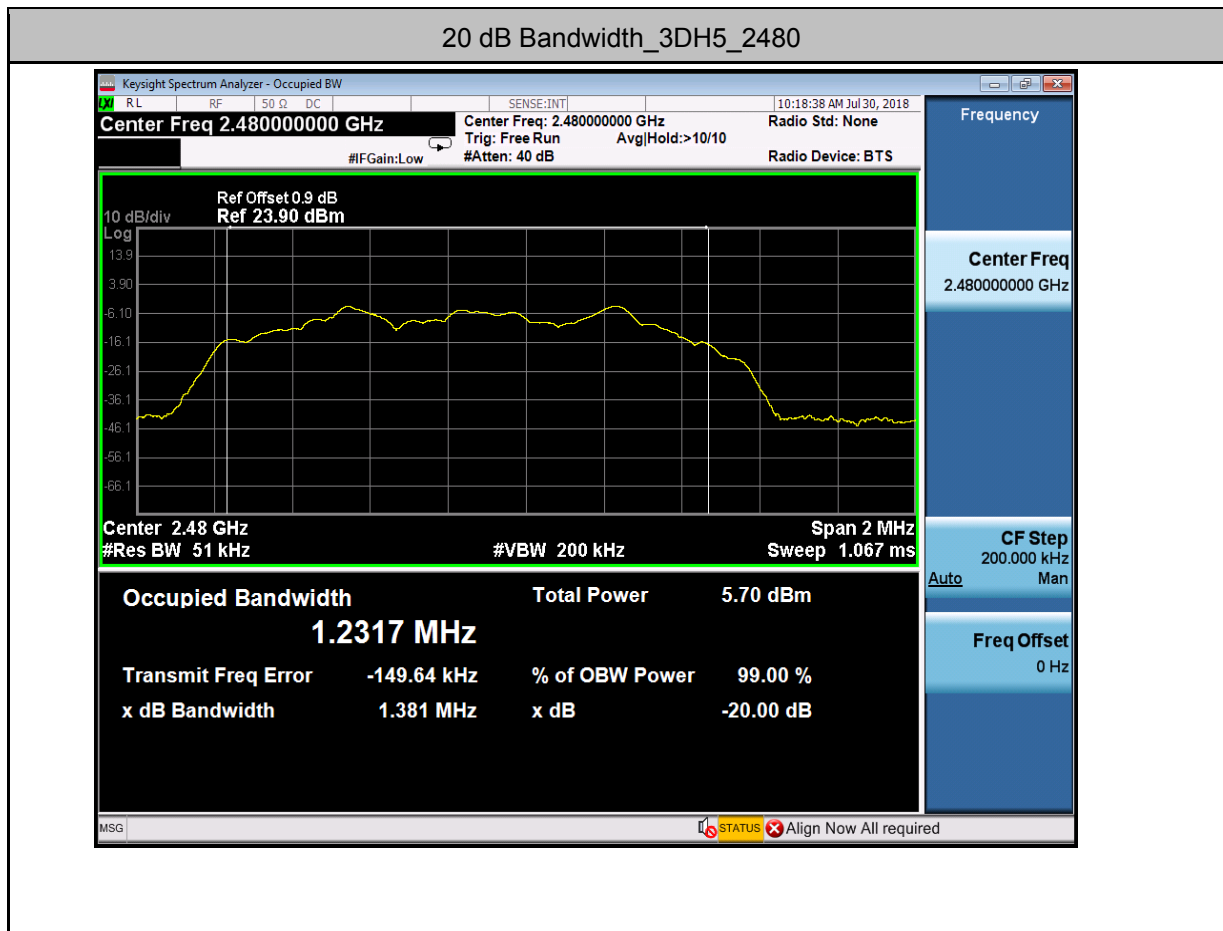 20 dB Bandwidth_3DH5_2480
Keysight Spectrum Analyzer - Occupied BW
LXI RL RF 50 Ω DC SENSE:INT 10:18:38 AM Jul 30, 2018
Center Freq 2.480000000 GHz
#IFGain:Low
Center Freq: 2.480000000 GHz
Trig: Free Run Avg|Hold:>10/10
#Atten: 40 dB
Radio Std: None
Radio Device: BTS
Ref Offset 0.9 dB
10 dB/div Ref 23.90 dBm
Log
13.9
3.90
-6.10
-16.1
-26.1
-36.1
-46.1
-56.1
-66.1
Center 2.48 GHz Span 2 MHz
#Res BW 51 kHz #VBW 200 kHz Sweep 1.067 ms
Occupied Bandwidth Total Power 5.70 dBm
1.2317 MHz
Transmit Freq Error -149.64 kHz % of OBW Power 99.00 %
x dB Bandwidth 1.381 MHz x dB -20.00 dB
Frequency
Center Freq
2.480000000 GHz
CF Step
200.000 kHz
Auto Man
Freq Offset
0 Hz
MSG STATUS Align Now All required